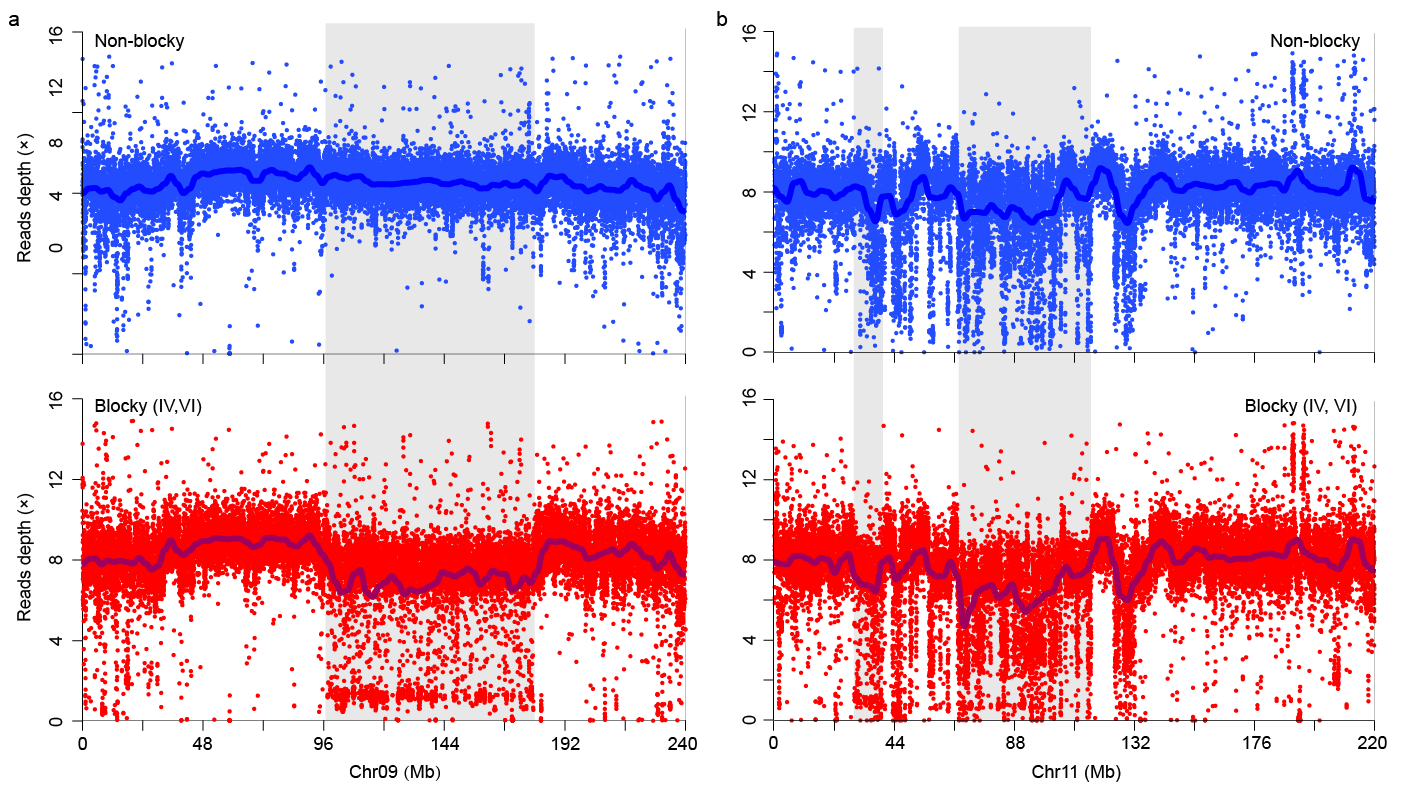 a
Non-blocky
16
12
8
4
0
Reads depth (×)
Blocky (IV,VI)
16
12
8
4
0
Reads depth (×)
0 48 96 144 192 240
Chr09 (Mb)
b
Non-blocky
16
12
8
4
0
Blocky (IV, VI)
16
12
8
4
0
0 44 88 132 176 220
Chr11 (Mb)